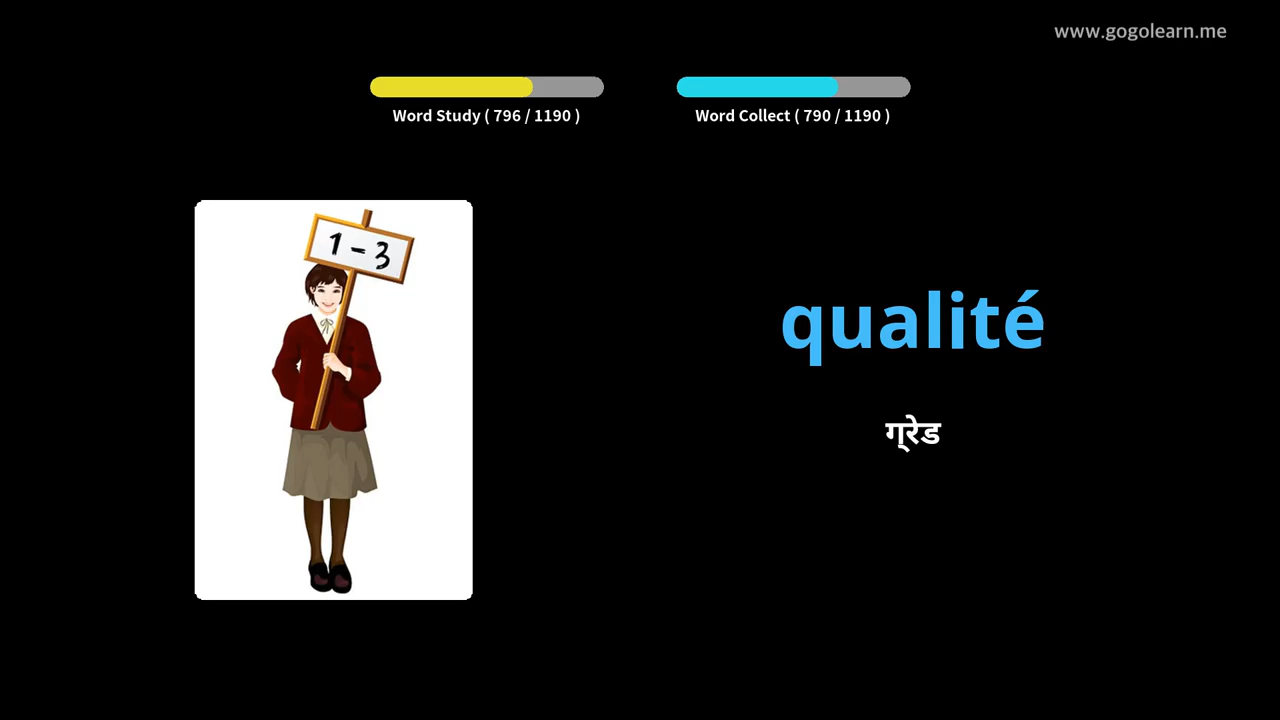 www.gogolearn.me
Word Study ( 796 / 1190 )
Word Collect ( 790 / 1190 )
1 - 3
qualité
ग्रेड